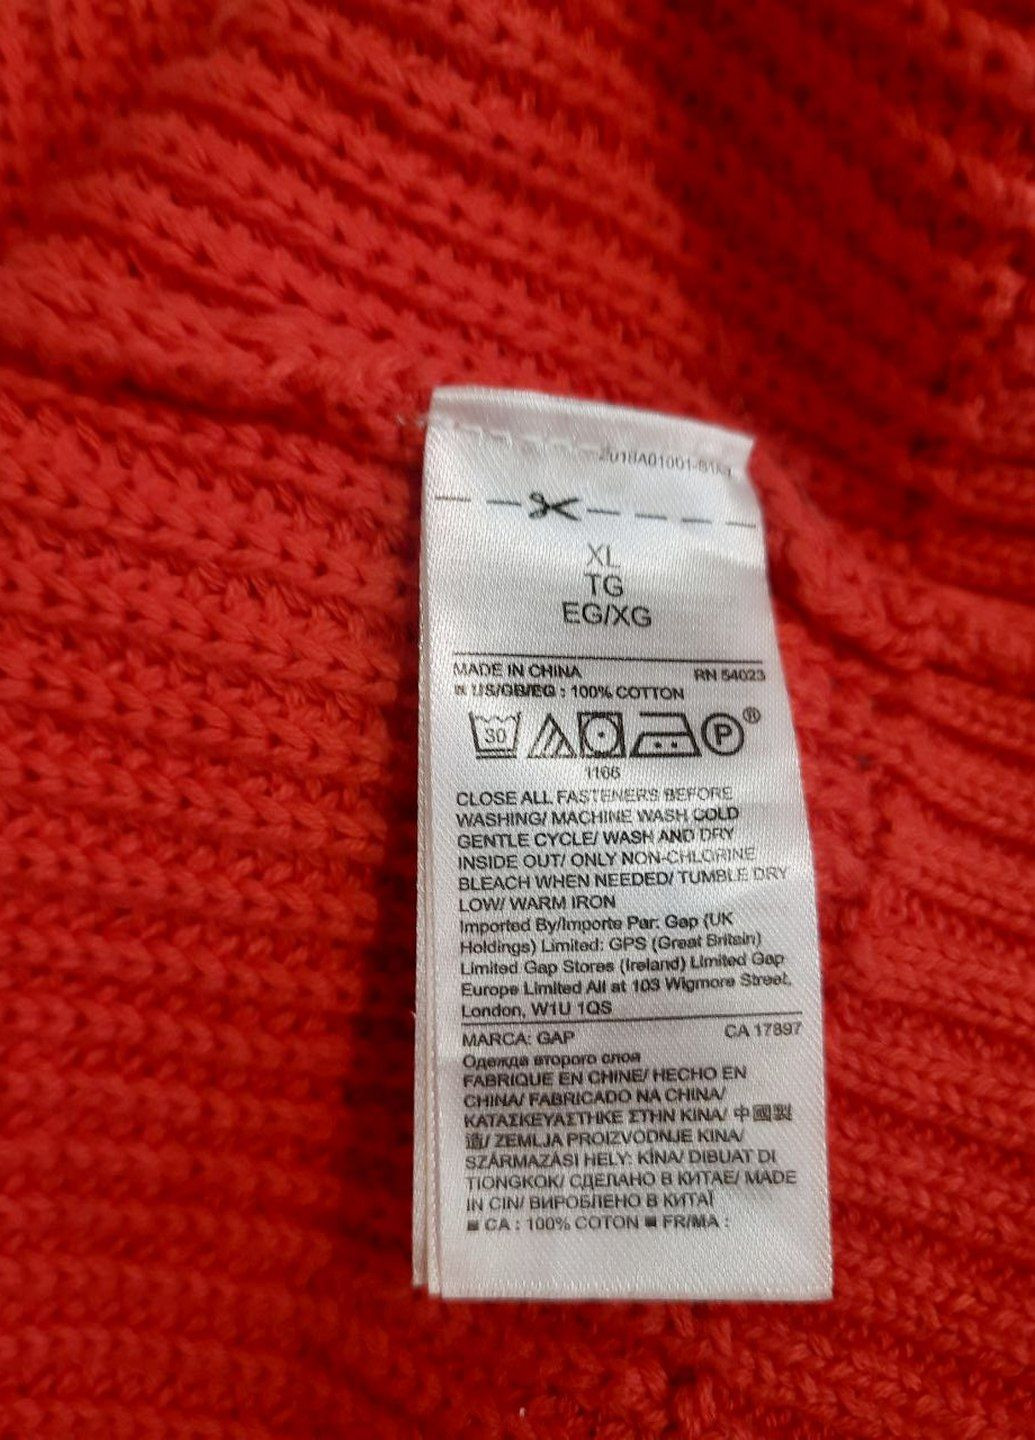 XL
TG
EG/XG
MADE IN CHINA RN 54023
US/GB/EG : 100% COTTON
30 P ®
1166
CLOSE ALL FASTENERS BEFORE
WASHING/ MACHINE WASH COLD
GENTLE CYCLE/ WASH AND DRY
INSIDE OUT/ ONLY NON-CHLORINE
BLEACH WHEN NEEDED/ TUMBLE DRY
LOW/ WARM IRON
Imported By/Importe Par: Gap (UK
Holdings) Limited: GPS (Great Britain)
Limited Gap Stores (Ireland) Limited Gap
Europe Limited All at 103 Wigmore Street,
London, W1U 1QS
MARCA: GAP CA 17897
Одежда второго слоя
FABRIQUE EN CHINE/ HECHO EN
CHINA/ FABRICADO NA CHINA/
ΚΑΤΑΣΚΕΥΑΣΤΗΚΕ ΣΤΗΝ ΚΙΝΑ/ 中國製
造/ ZEMLJA PROIZVODNJE KINA/
SZÁRMAZÁSI HELY: KÍNA/ DIBUAT DI
TIONGKOK/ СДЕЛАНО В КИТАЕ/ MADE
IN CIN/ ВИРОБЛЕНО В КИТАЇ
CA : 100% COTON FR/MA :